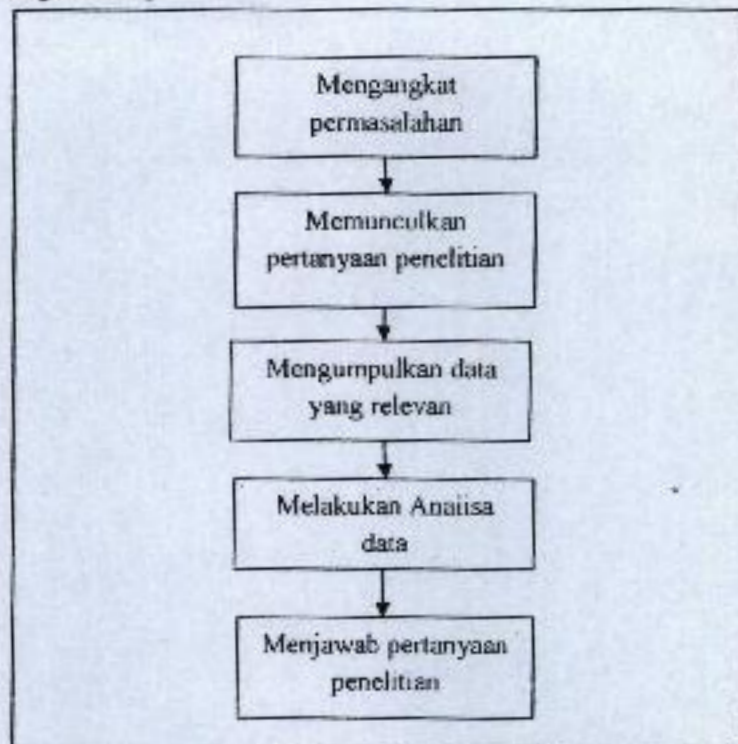 Mengangkat
permasalahan
Memunculkan
pertanyaan penelitian
Mengumpulkan data
yang relevan
Melakukan Analisa
data
Menjawab pertanyaan
penelitian